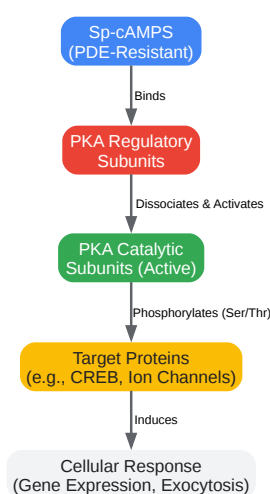 Sp-cAMPS
(PDE-Resistant)
Binds
PKA Regulatory
Subunits
Dissociates & Activates
PKA Catalytic
Subunits (Active)
Phosphorylates (Ser/Thr)
Target Proteins
(e.g., CREB, Ion Channels)
Induces
Cellular Response
(Gene Expression, Exocytosis)